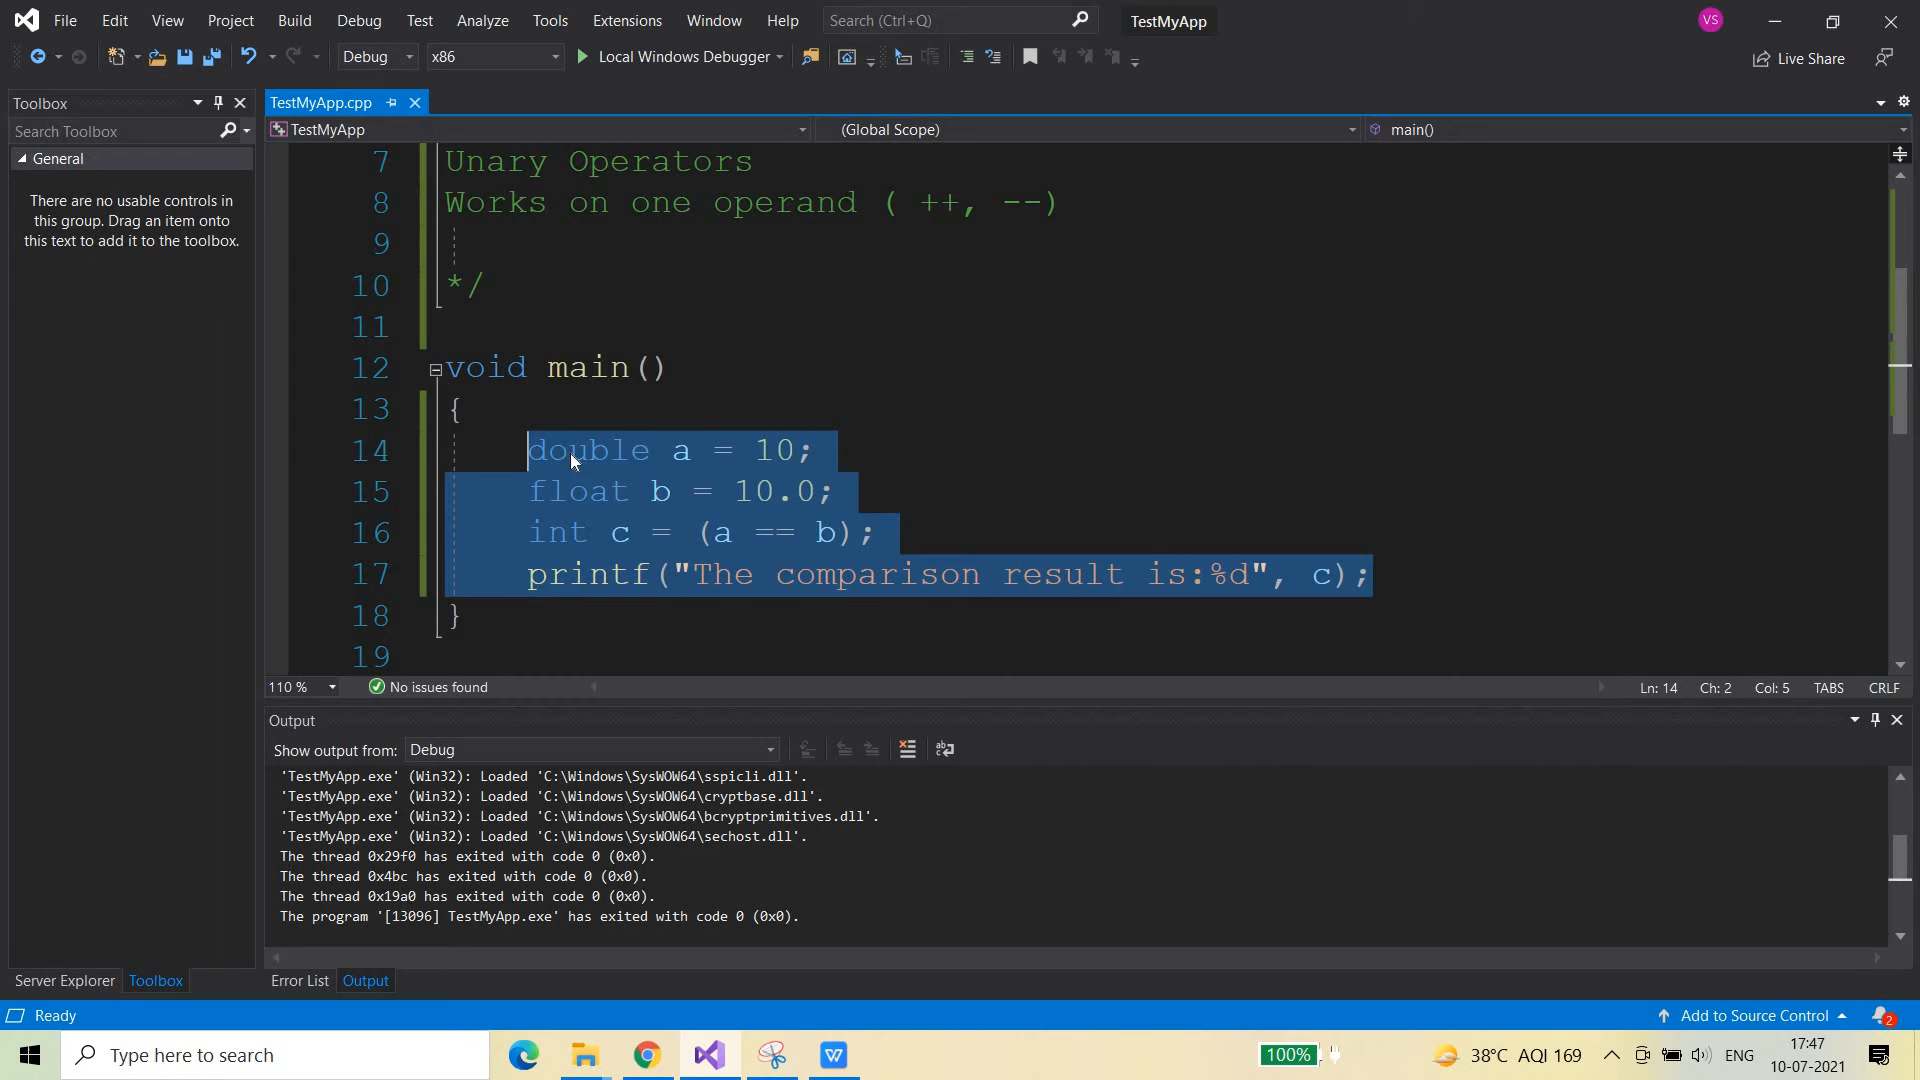 File Edit View Project Build Debug Test Analyze Tools Extensions Window Help Search (Ctrl+Q) TestMyApp VS
Debug x86 Local Windows Debugger Live Share
Toolbox
Search Toolbox
General
There are no usable controls in
this group. Drag an item onto
this text to add it to the toolbox.
TestMyApp.cpp
TestMyApp (Global Scope) main()
7 Unary Operators
8 Works on one operand ( ++, --)
9
10 */
11
12 void main()
13 {
14 double a = 10;
15 float b = 10.0;
16 int c = (a == b);
17 printf("The comparison result is:%d", c);
18 }
19
110 % No issues found Ln: 14 Ch: 2 Col: 5 TABS CRLF
Output
Show output from: Debug
'TestMyApp.exe' (Win32): Loaded 'C:\Windows\SysWOW64\sspicli.dll'.
'TestMyApp.exe' (Win32): Loaded 'C:\Windows\SysWOW64\cryptbase.dll'.
'TestMyApp.exe' (Win32): Loaded 'C:\Windows\SysWOW64\bcryptprimitives.dll'.
'TestMyApp.exe' (Win32): Loaded 'C:\Windows\SysWOW64\sechost.dll'.
The thread 0x29f0 has exited with code 0 (0x0).
The thread 0x4bc has exited with code 0 (0x0).
The thread 0x19a0 has exited with code 0 (0x0).
The program '[13096] TestMyApp.exe' has exited with code 0 (0x0).
Server Explorer Toolbox Error List Output
Ready Add to Source Control 2
Type here to search 100% 38°C AQI 169 ENG 17:47
10-07-2021